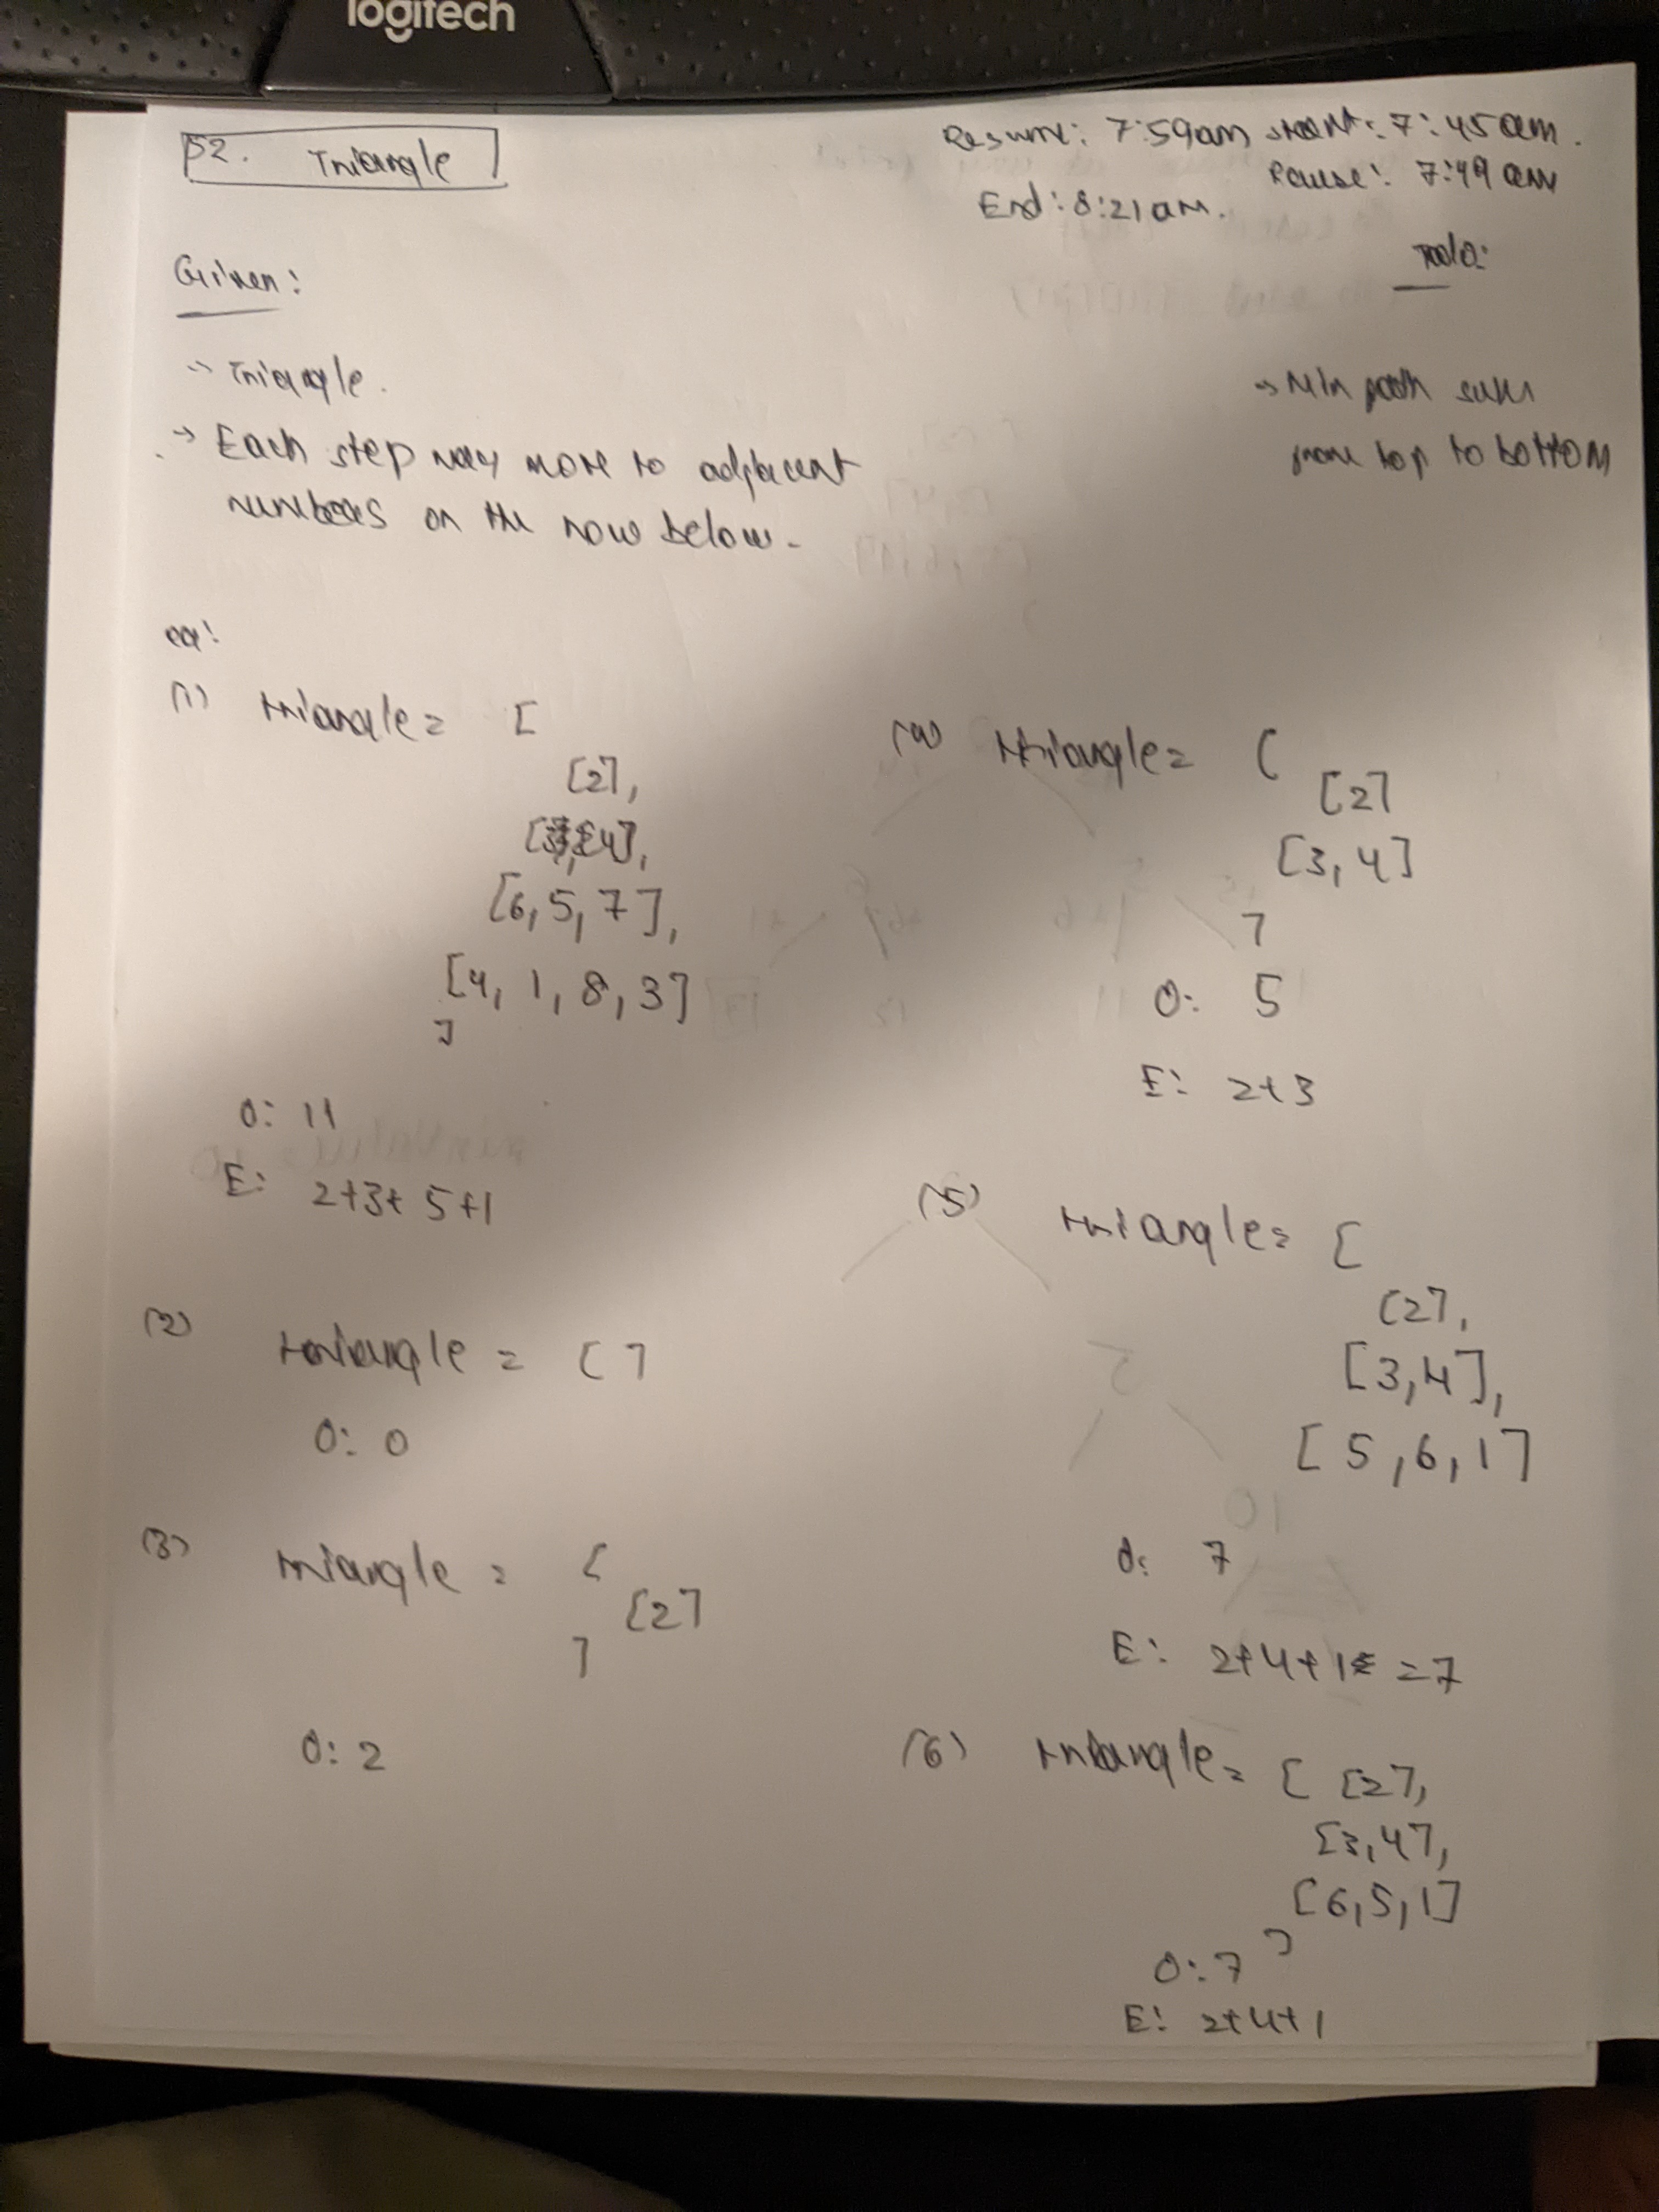 logitech
52. Triangle
Resume: 7:59am start: 7:45am.
Pause: 7:49 am
End: 8:21am.
Given:
Todo:
→ Triangle.
→ Each step may move to adjacent
numbers on the row below.
→ Min path sum
from top to bottom
eg:
(1) triangle = [
[2],
[3,4],
[6,5,7],
[4,1,8,3]
]
O: 11
E: 2+3+5+1
(2) triangle = []
O: 0
(3) triangle = [
[2]
]
O: 2
(4) triangle = [
[2]
[3,4]
]
O: 5
E: 2+3
(5) triangle = [
[2],
[3,4],
[5,6,1]
O: 7
E: 2+4+1 = 7
(6) triangle = [ [2],
[3,4],
[6,5,1]
]
O: 7
E: 2+4+1